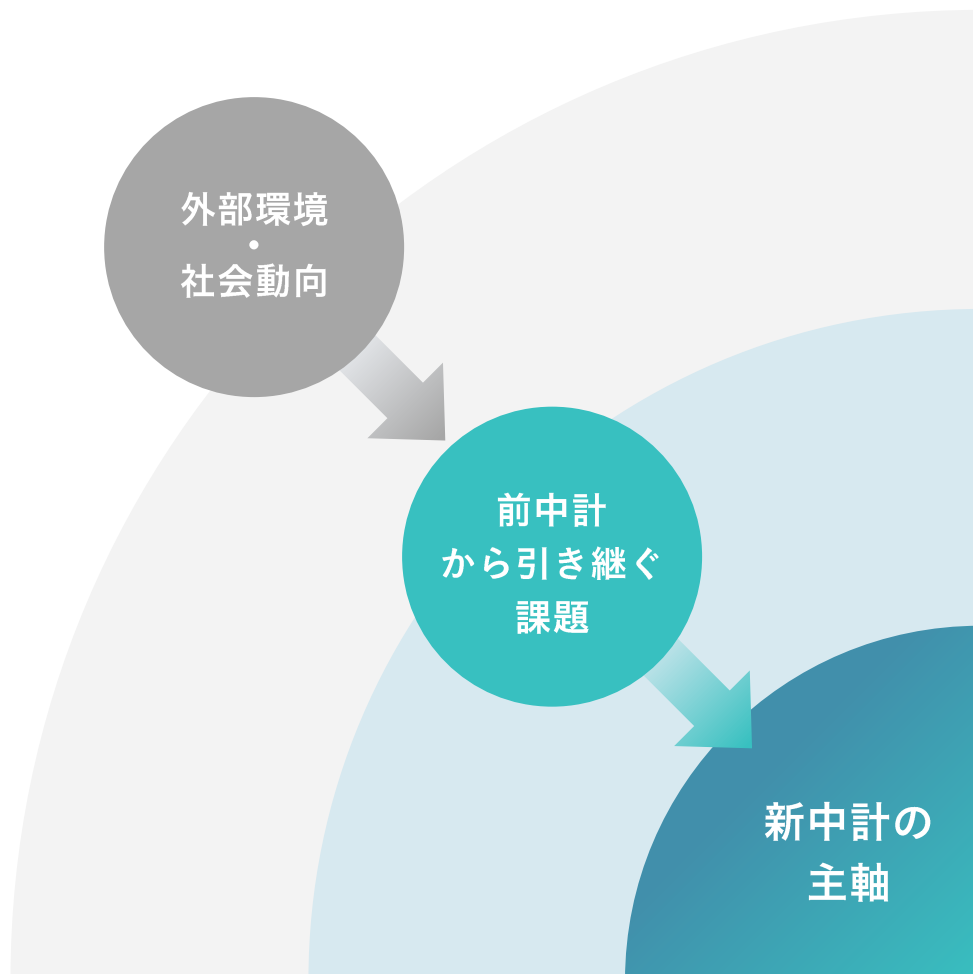 外部環境
・
社会動向
前中計
から引き継ぐ
課題
新中計の
主軸